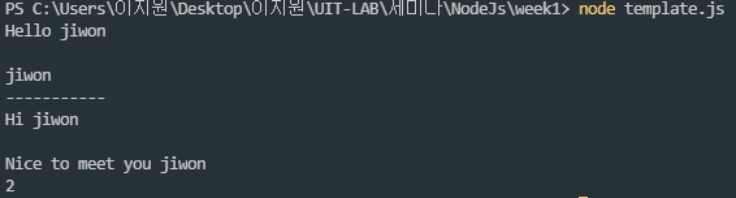 PS C:\Users\이지원\Desktop\이지원\UIT-LAB\세미나\NodeJs\week1> node template.js
Hello jiwon

jiwon
-----------
Hi jiwon

Nice to meet you jiwon
2